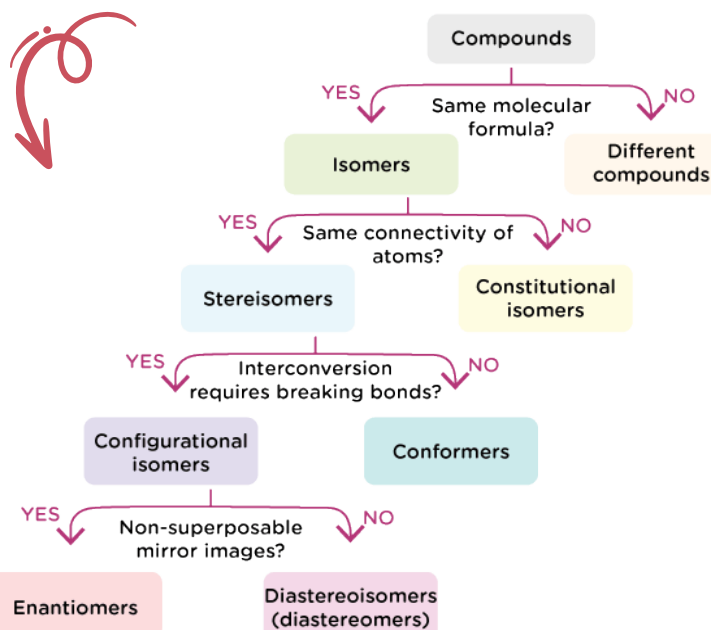 Compounds
YES
NO
Same molecular
formula?
Isomers
Different
compounds
YES
NO
Same connectivity of
atoms?
Stereisomers
Constitutional
isomers
YES
NO
Interconversion
requires breaking bonds?
Configurational
isomers
Conformers
YES
NO
Non-superposable
mirror images?
Enantiomers
Diastereoisomers
(diastereomers)